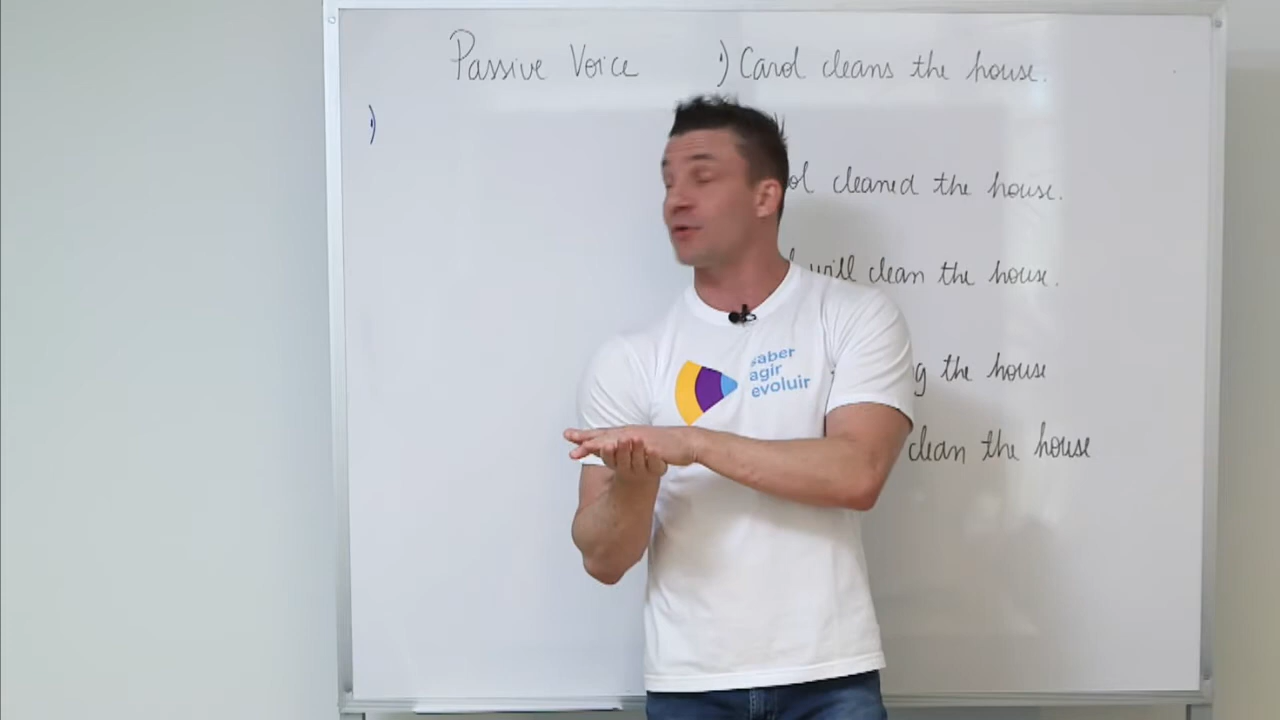 Passive Voice
•) Carol cleans the house.
•)
cleaned the house.
will clean the house.
the house
clean the house
saber
agir
evoluir